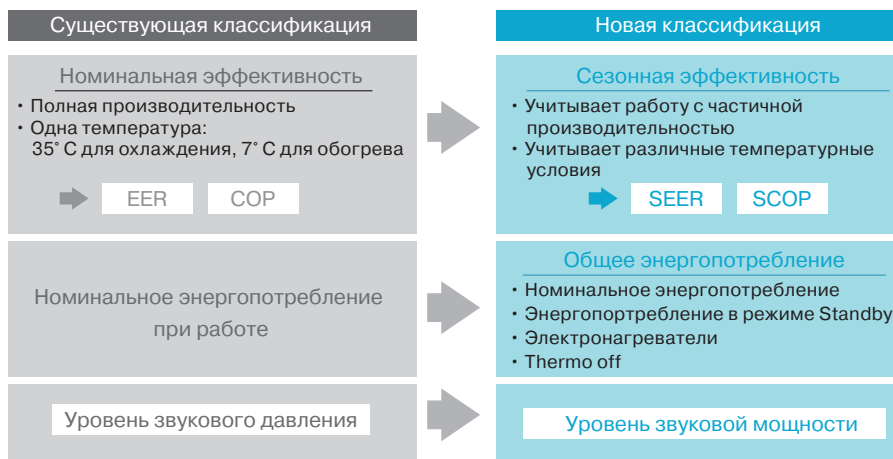 Существующая классификация
Номинальная эффективность
• Полная производительность
• Одна температура:
35° C для охлаждения, 7° C для обогрева
EER COP
Номинальное энергопотребление
при работе
Уровень звукового давления
Новая классификация
Сезонная эффективность
• Учитывает работу с частичной
производительностью
• Учитывает различные температурные
условия
SEER SCOP
Общее энергопотребление
• Номинальное энергопотребление
• Энергопортребление в режиме Standby
• Электронагреватели
• Thermo off
Уровень звуковой мощности